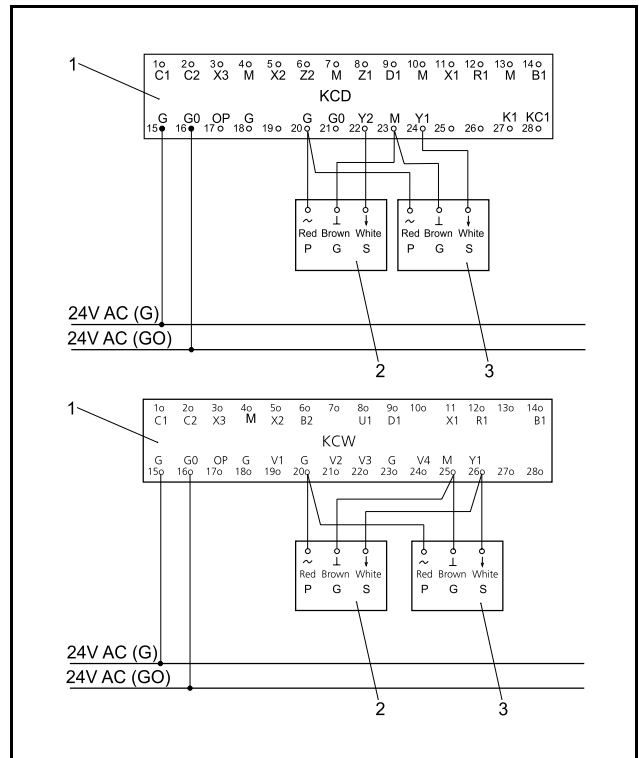 1o 2o 3o 4o 5o 6o 7o 8o 9o 10o 11o 12o 13o 14o
C1 C2 X3 M X2 Z2 M Z1 D1 M X1 R1 M B1
1
KCD
G G0 OP G G G0 Y2 M Y1 K1 KC1
15 16 17o 18o 19o 20o 21o 22o 23o 24o 25o 26o 27o 28o
~ ⊥ ↓ ~ ⊥ ↓
Red Brown White Red Brown White
P G S P G S
24V AC (G)
24V AC (GO)
2 3
1o 2o 3o 4o 5o 6o 7o 8o 9o 10o 11 12o 13o 14o
C1 C2 X3 M X2 B2 U1 D1 X1 R1 B1
1
KCW
G G0 OP G V1 G V2 V3 G V4 M Y1
15o 16o 17o 18o 19o 20o 21o 22o 23o 24o 25o 26o 27o 28o
~ ⊥ ↓ ~ ⊥ ↓
Red Brown White Red Brown White
P G S P G S
24V AC (G)
24V AC (GO)
2 3